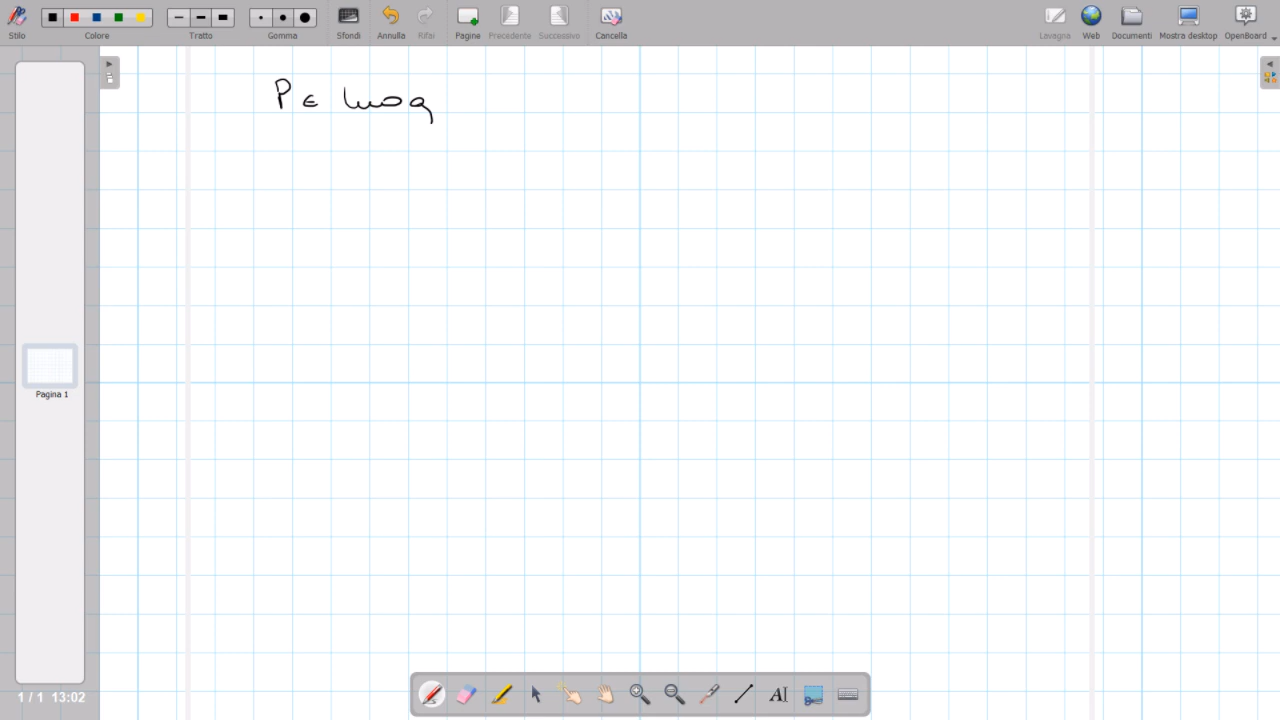 Stilo Colore Tratto Gomma Sfondi Annulla Rifai Pagine Precedente Successivo Cancella Lavagna Web Documenti Mostra desktop OpenBoard
P ∈
Pagina 1
1 / 1 13:02
AI